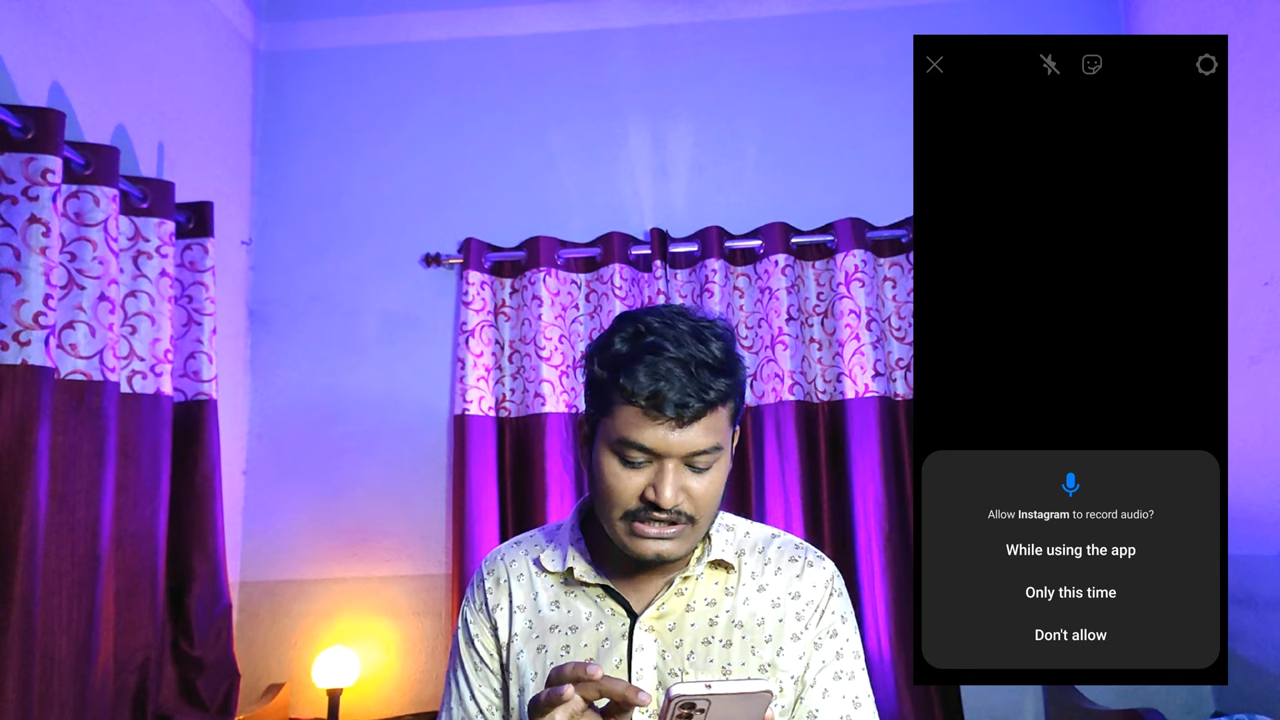 Allow Instagram to record audio?
While using the app
Only this time
Don't allow